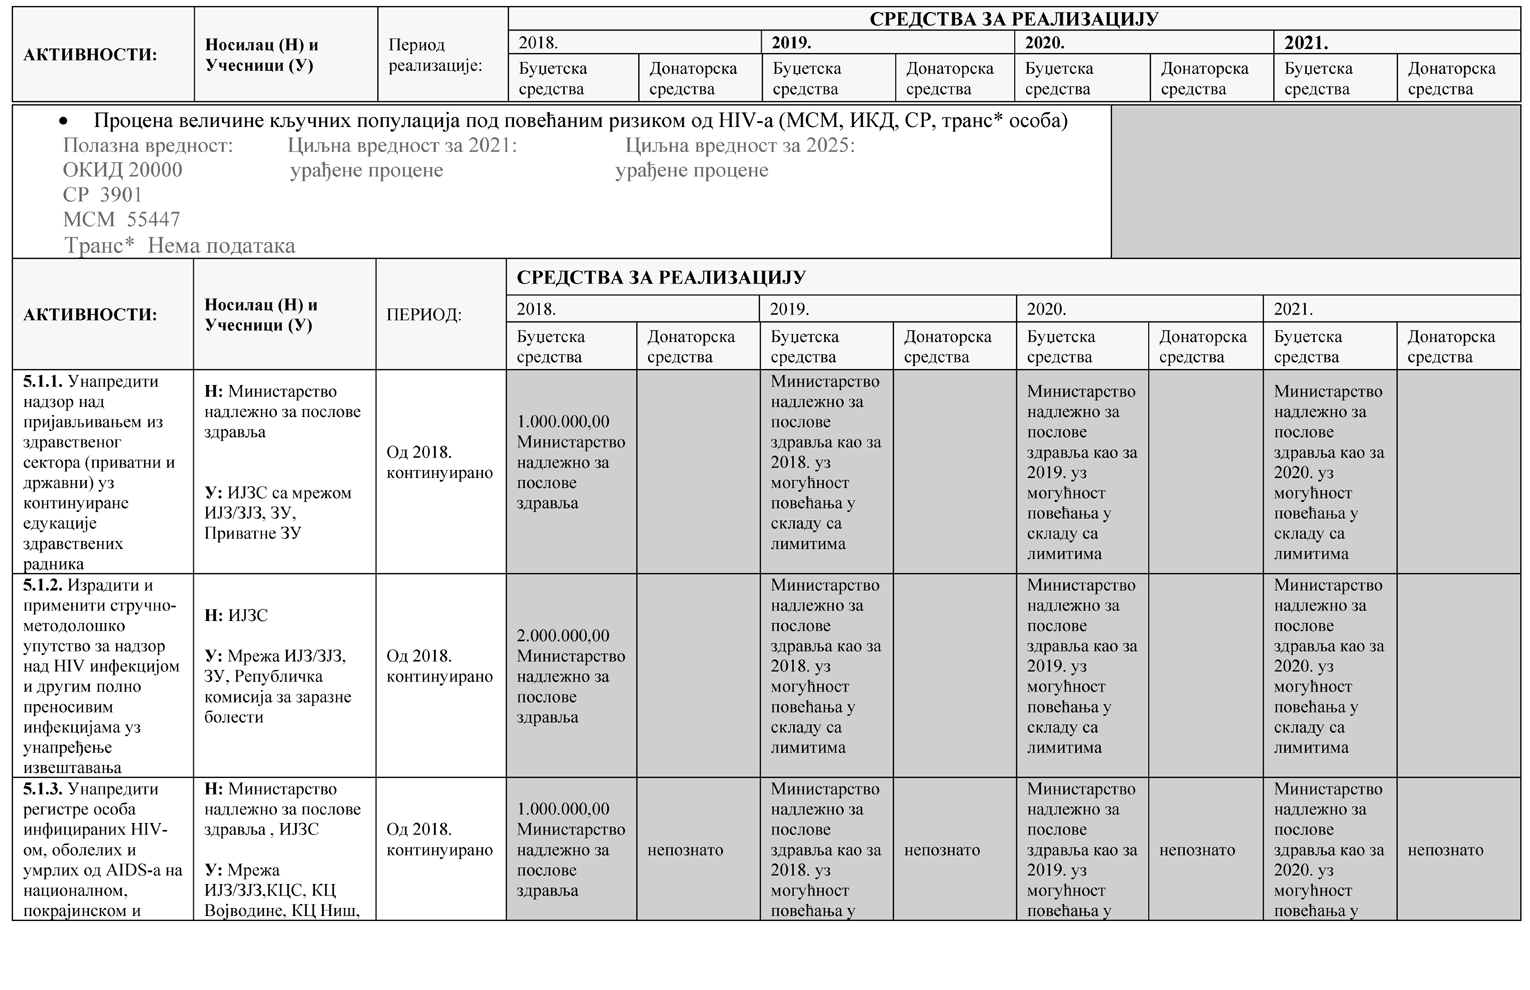 АКТИВНОСТИ:
Носилац (Н) и
Учесници (У)
Период
реализације:
СРЕДСТВА ЗА РЕАЛИЗАЦИЈУ
2018.
2019.
2020.
2021.
Буџетска
средства
Донаторска
средства
Буџетска
средства
Донаторска
средства
Буџетска
средства
Донаторска
средства
Буџетска
средства
Донаторска
средства
• Процена величине кључних популација под повећаним ризиком од HIV-а (МСМ, ИКД, СР, транс* особа)
Полазна вредност: Циљна вредност за 2021: Циљна вредност за 2025:
ОКИД 20000 урађене процене урађене процене
СР 3901
МСМ 55447
Транс* Нема података
АКТИВНОСТИ:
Носилац (Н) и
Учесници (У)
ПЕРИОД:
СРЕДСТВА ЗА РЕАЛИЗАЦИЈУ
2018.
2019.
2020.
2021.
Буџетска
средства
Донаторска
средства
Буџетска
средства
Донаторска
средства
Буџетска
средства
Донаторска
средства
Буџетска
средства
Донаторска
средства
5.1.1. Унапредити
надзор над
пријављивањем из
здравственог
сектора (приватни и
државни) уз
континуиране
едукације
здравствених
радника
Н: Министарство
надлежно за послове
здравља
У: ИЈЗС са мрежом
ИЈЗ/ЗЈЗ, ЗУ,
Приватне ЗУ
Од 2018.
континуирано
1.000.000,00
Министарство
надлежно за
послове
здравља
Министарство
надлежно за
послове
здравља као за
2018. уз
могућност
повећања у
складу са
лимитима
Министарство
надлежно за
послове
здравља као за
2019. уз
могућност
повећања у
складу са
лимитима
Министарство
надлежно за
послове
здравља као за
2020. уз
могућност
повећања у
складу са
лимитима
5.1.2. Израдити и
применити стручно-
методолошко
упутство за надзор
над HIV инфекцијом
и другим полно
преносивим
инфекцијама уз
унапређење
извештавања
Н: ИЈЗС
У: Мрежа ИЈЗ/ЗЈЗ,
ЗУ, Републичка
комисија за заразне
болести
Од 2018.
континуирано
2.000.000,00
Министарство
надлежно за
послове
здравља
Министарство
надлежно за
послове
здравља као за
2018. уз
могућност
повећања у
складу са
лимитима
Министарство
надлежно за
послове
здравља као за
2019. уз
могућност
повећања у
складу са
лимитима
Министарство
надлежно за
послове
здравља као за
2020. уз
могућност
повећања у
складу са
лимитима
5.1.3. Унапредити
регистре особа
инфицираних HIV-
ом, оболелих и
умрлих од AIDS-а на
националном,
покрајинском и
Н: Министарство
надлежно за послове
здравља , ИЈЗС
У: Мрежа
ИЈЗ/ЗЈЗ,КЦС, КЦ
Војводине, КЦ Ниш,
Од 2018.
континуирано
1.000.000,00
Министарство
надлежно за
послове
здравља
непознато
Министарство
надлежно за
послове
здравља као за
2018. уз
могућност
повећања у
непознато
Министарство
надлежно за
послове
здравља као за
2019. уз
могућност
повећања у
непознато
Министарство
надлежно за
послове
здравља као за
2020. уз
могућност
повећања у
непознато